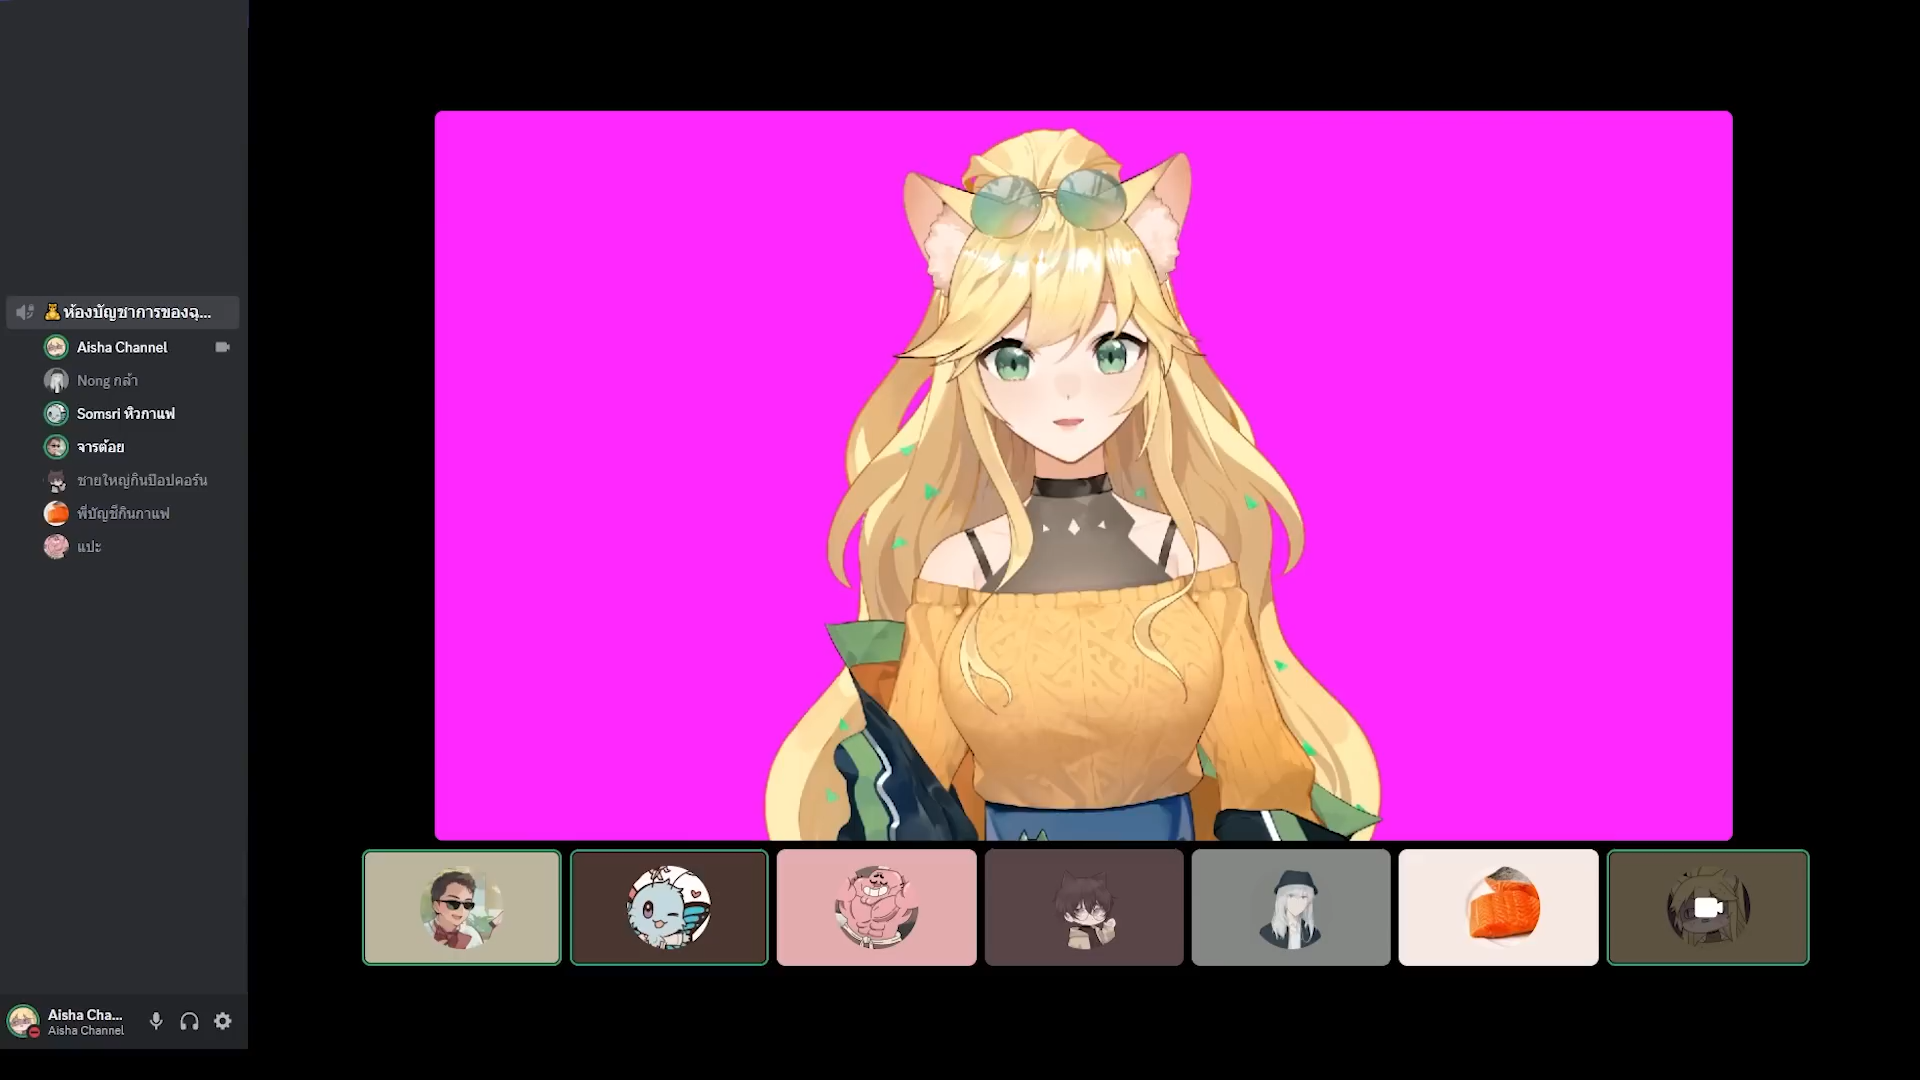 ห้องบัญชาการของฉุ...
Aisha Channel
Nong กล้า
Somsri หิวกาแฟ
จารต้อย
ชายใหญ่กินป๊อปคอร์น
พี่บัญชีกินกาแฟ
แปะ
Aisha Cha...
Aisha Channel